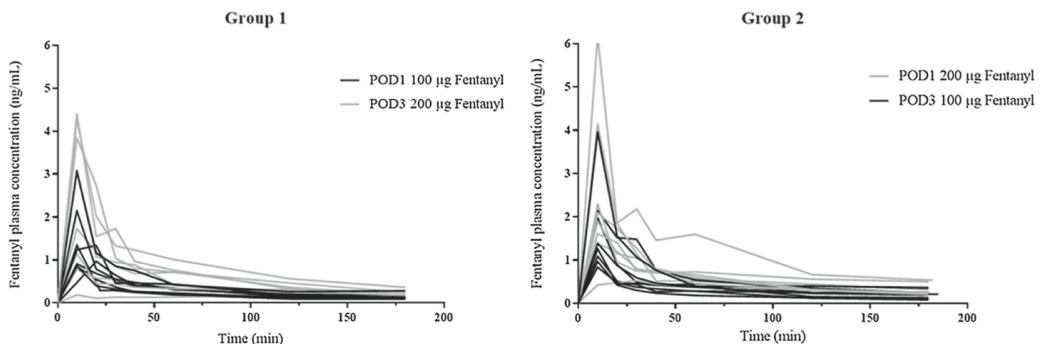 Group 1
Fentanyl plasma concentration (ng/mL)
6
5
4
3
2
1
0
0
50
100
150
200
Time (min)
POD1 100 µg Fentanyl
POD3 200 µg Fentanyl
Group 2
Fentanyl plasma concentration (ng/mL)
6
5
4
3
2
1
0
0
50
100
150
200
Time (min)
POD1 200 µg Fentanyl
POD3 100 µg Fentanyl